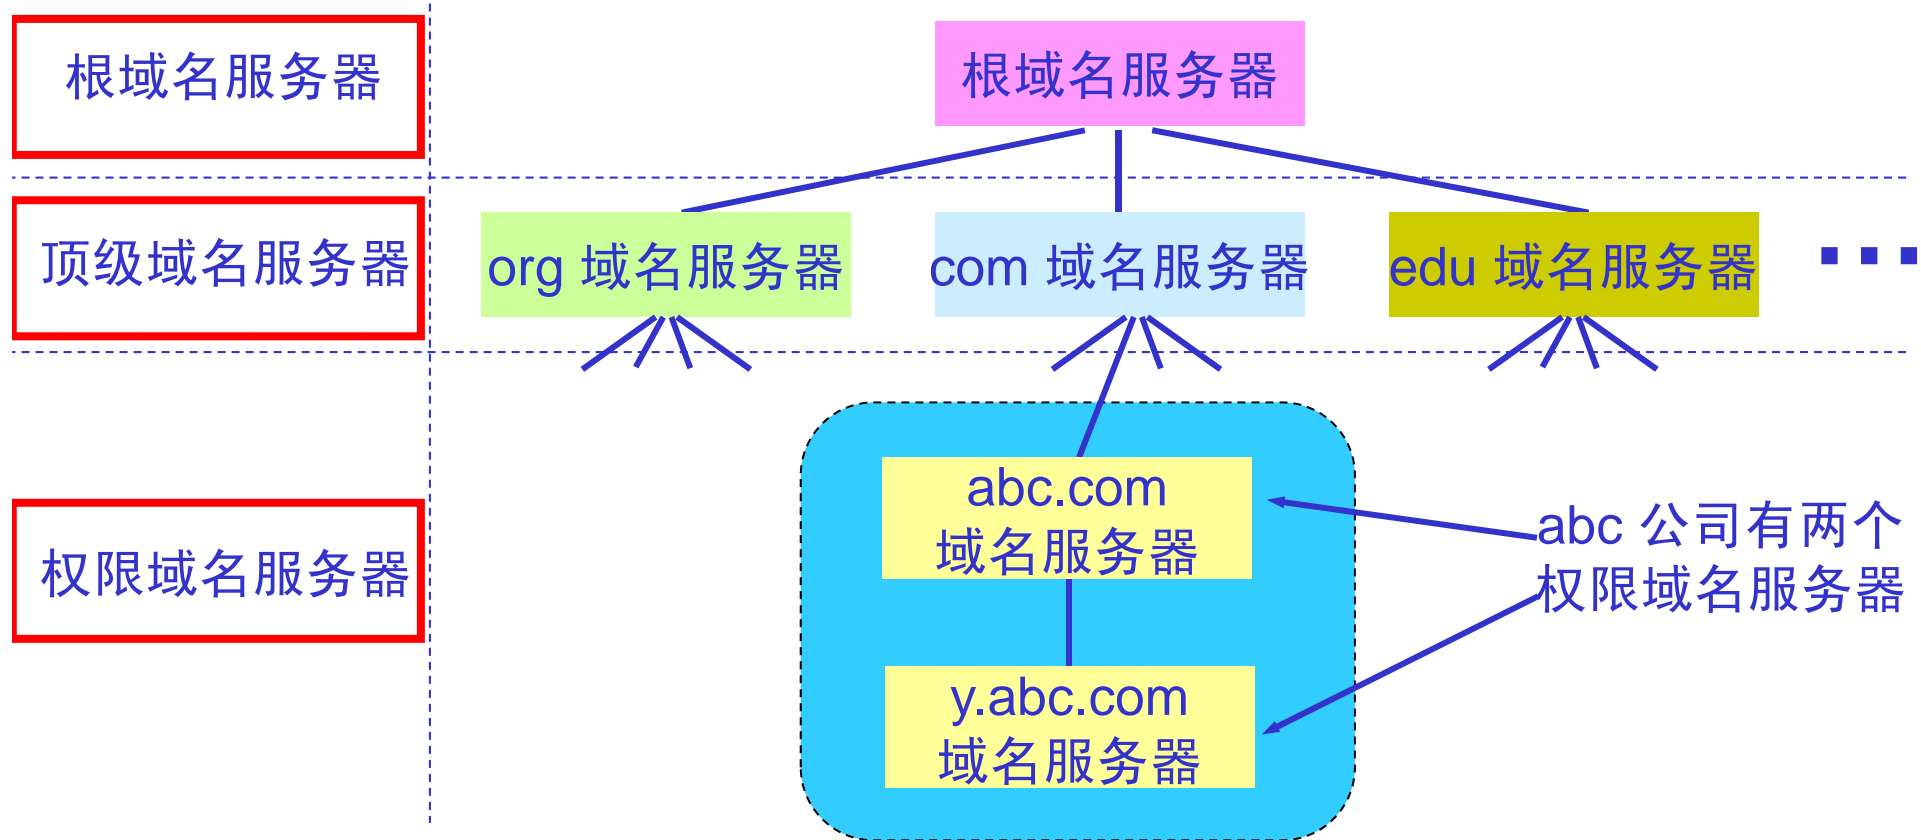 根域名服务器
根域名服务器
顶级域名服务器
org 域名服务器
com 域名服务器
edu 域名服务器
…
权限域名服务器
abc.com
域名服务器
y.abc.com
域名服务器
abc 公司有两个
权限域名服务器